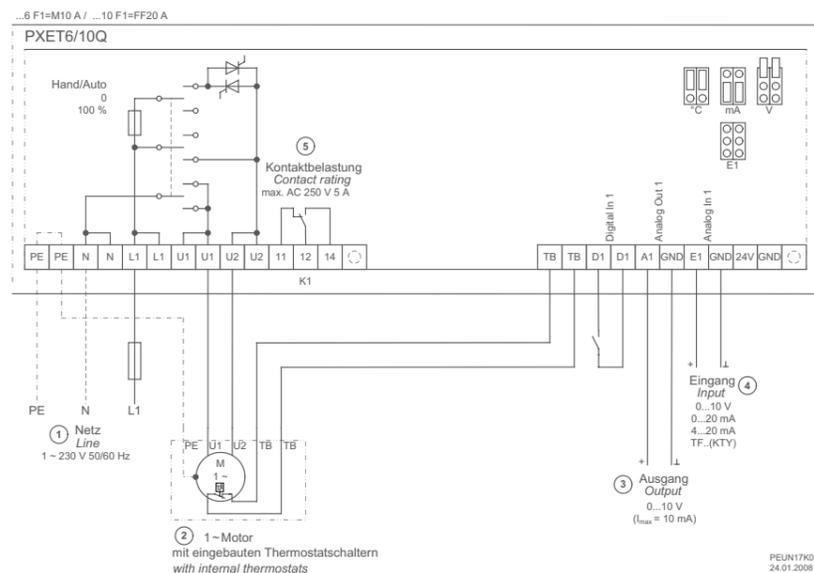 ...6 F1=M10 A / ...10 F1=FF20 A
PXET6/10Q
Hand/Auto
0
100 %
5
Kontaktbelastung
Contact rating
max. AC 250 V 5 A
°C mA V
E1
Digital In 1
Analog Out 1
Analog In 1
PE PE N N L1 L1 U1 U1 U2 U2 11 12 14
TB TB D1 D1 A1 GND E1 GND 24V GND
K1
PE N L1
1 Netz
Line
1 ~ 230 V 50/60 Hz
PE U1 U2 TB TB
M
1 ~
2 1~Motor
mit eingebauten Thermostatschaltern
with internal thermostats
+ ⊥
Eingang 4
Input
0...10 V
0...20 mA
4...20 mA
TF..(KTY)
+ ⊥
3 Ausgang
Output
0...10 V
(Imax = 10 mA)
PEUN17K0
24.01.2008